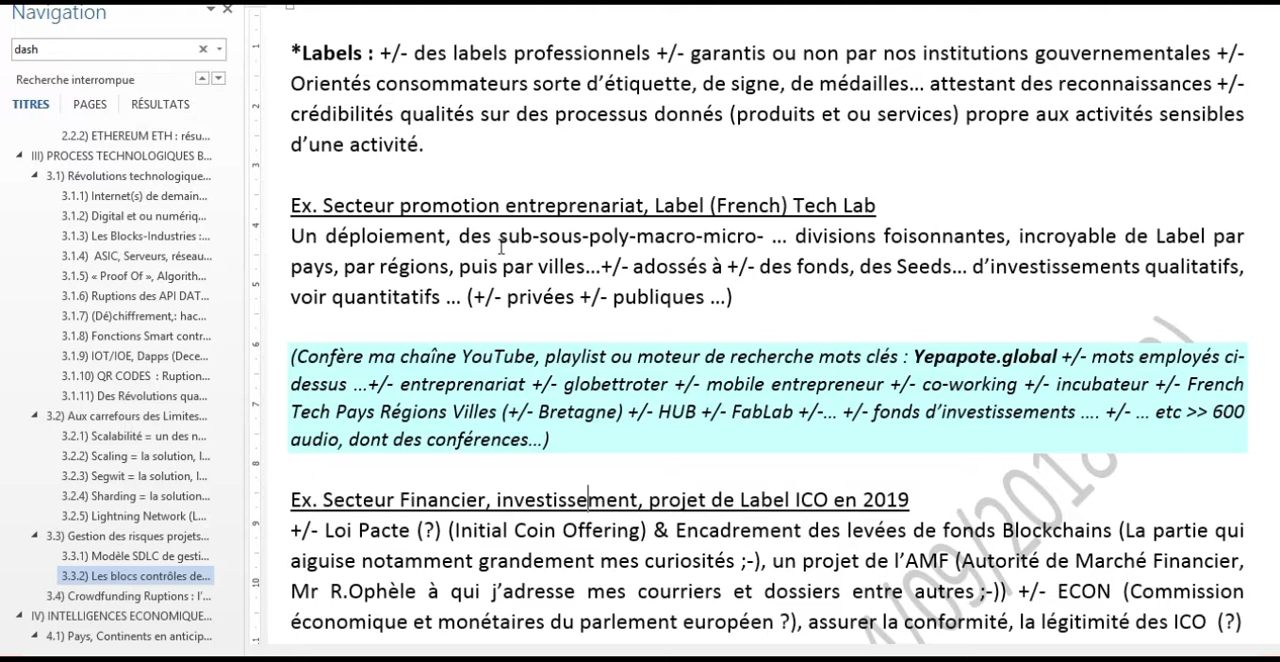 Navigation
dash
Recherche interrompue
TITRES PAGES RÉSULTATS
2.2.2) ETHEREUM ETH : résu...
III) PROCESS TECHNOLOGIQUES B...
3.1) Révolutions technologique...
3.1.1) Internet(s) de demain...
3.1.2) Digital et ou numériq...
3.1.3) Les Blocks-Industries :...
3.1.4) ASIC, Serveurs, réseau...
3.1.5) « Proof Of », Algorith...
3.1.6) Ruptions des API DAT...
3.1.7) (Dé)chiffrement,: hac...
3.1.8) Fonctions Smart contr...
3.1.9) IOT/IOE, Dapps (Dece...
3.1.10) QR CODES : Ruption...
3.1.11) Des Révolutions qua...
3.2) Aux carrefours des Limites...
3.2.1) Scalabilité = un des n...
3.2.2) Scaling = la solution, l...
3.2.3) Segwit = la solution, l...
3.2.4) Sharding = la solution...
3.2.5) Lightning Network (L...
3.3) Gestion des risques projets...
3.3.1) Modèle SDLC de gesti...
3.3.2) Les blocs contrôles de...
3.4) Crowdfunding Ruptions : l'...
IV) INTELLIGENCES ECONOMIQUE...
4.1) Pays, Continents en anticip...
*Labels : +/- des labels professionnels +/- garantis ou non par nos institutions gouvernementales +/-
Orientés consommateurs sorte d'étiquette, de signe, de médailles... attestant des reconnaissances +/-
crédibilités qualités sur des processus donnés (produits et ou services) propre aux activités sensibles
d'une activité.
Ex. Secteur promotion entreprenariat, Label (French) Tech Lab
Un déploiement, des sub-sous-poly-macro-micro- ... divisions foisonnantes, incroyable de Label par
pays, par régions, puis par villes...+/- adossés à +/- des fonds, des Seeds... d'investissements qualitatifs,
voir quantitatifs ... (+/- privées +/- publiques ...)
(Confère ma chaîne YouTube, playlist ou moteur de recherche mots clés : Yepapote.global +/- mots employés ci-
dessus ...+/- entreprenariat +/- globettroter +/- mobile entrepreneur +/- co-working +/- incubateur +/- French
Tech Pays Régions Villes (+/- Bretagne) +/- HUB +/- FabLab +/-... +/- fonds d'investissements .... +/- ... etc >> 600
audio, dont des conférences...)
Ex. Secteur Financier, investissement, projet de Label ICO en 2019
+/- Loi Pacte (?) (Initial Coin Offering) & Encadrement des levées de fonds Blockchains (La partie qui
aiguise notamment grandement mes curiosités ;-), un projet de l'AMF (Autorité de Marché Financier,
Mr R.Ophèle à qui j'adresse mes courriers et dossiers entre autres ;-)) +/- ECON (Commission
économique et monétaires du parlement européen ?), assurer la conformité, la légitimité des ICO (?)